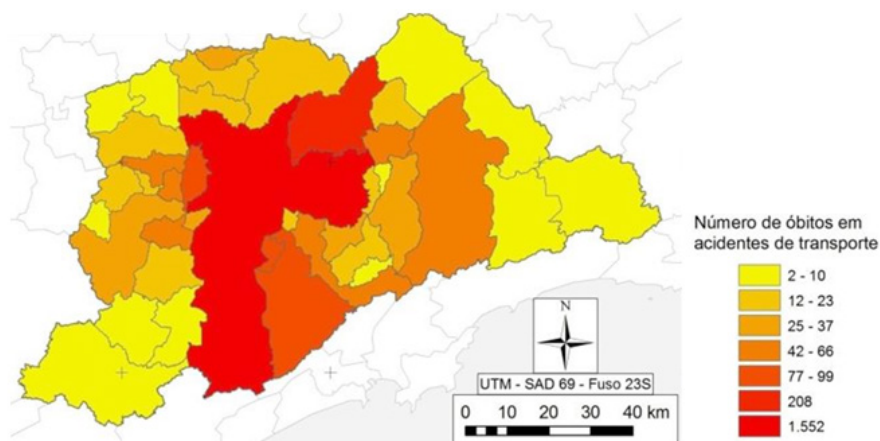 Número de óbitos em
acidentes de transporte
2 - 10
12 - 23
25 - 37
42 - 66
77 - 99
208
1.552
N
UTM - SAD 69 - Fuso 23S
0 10 20 30 40 km